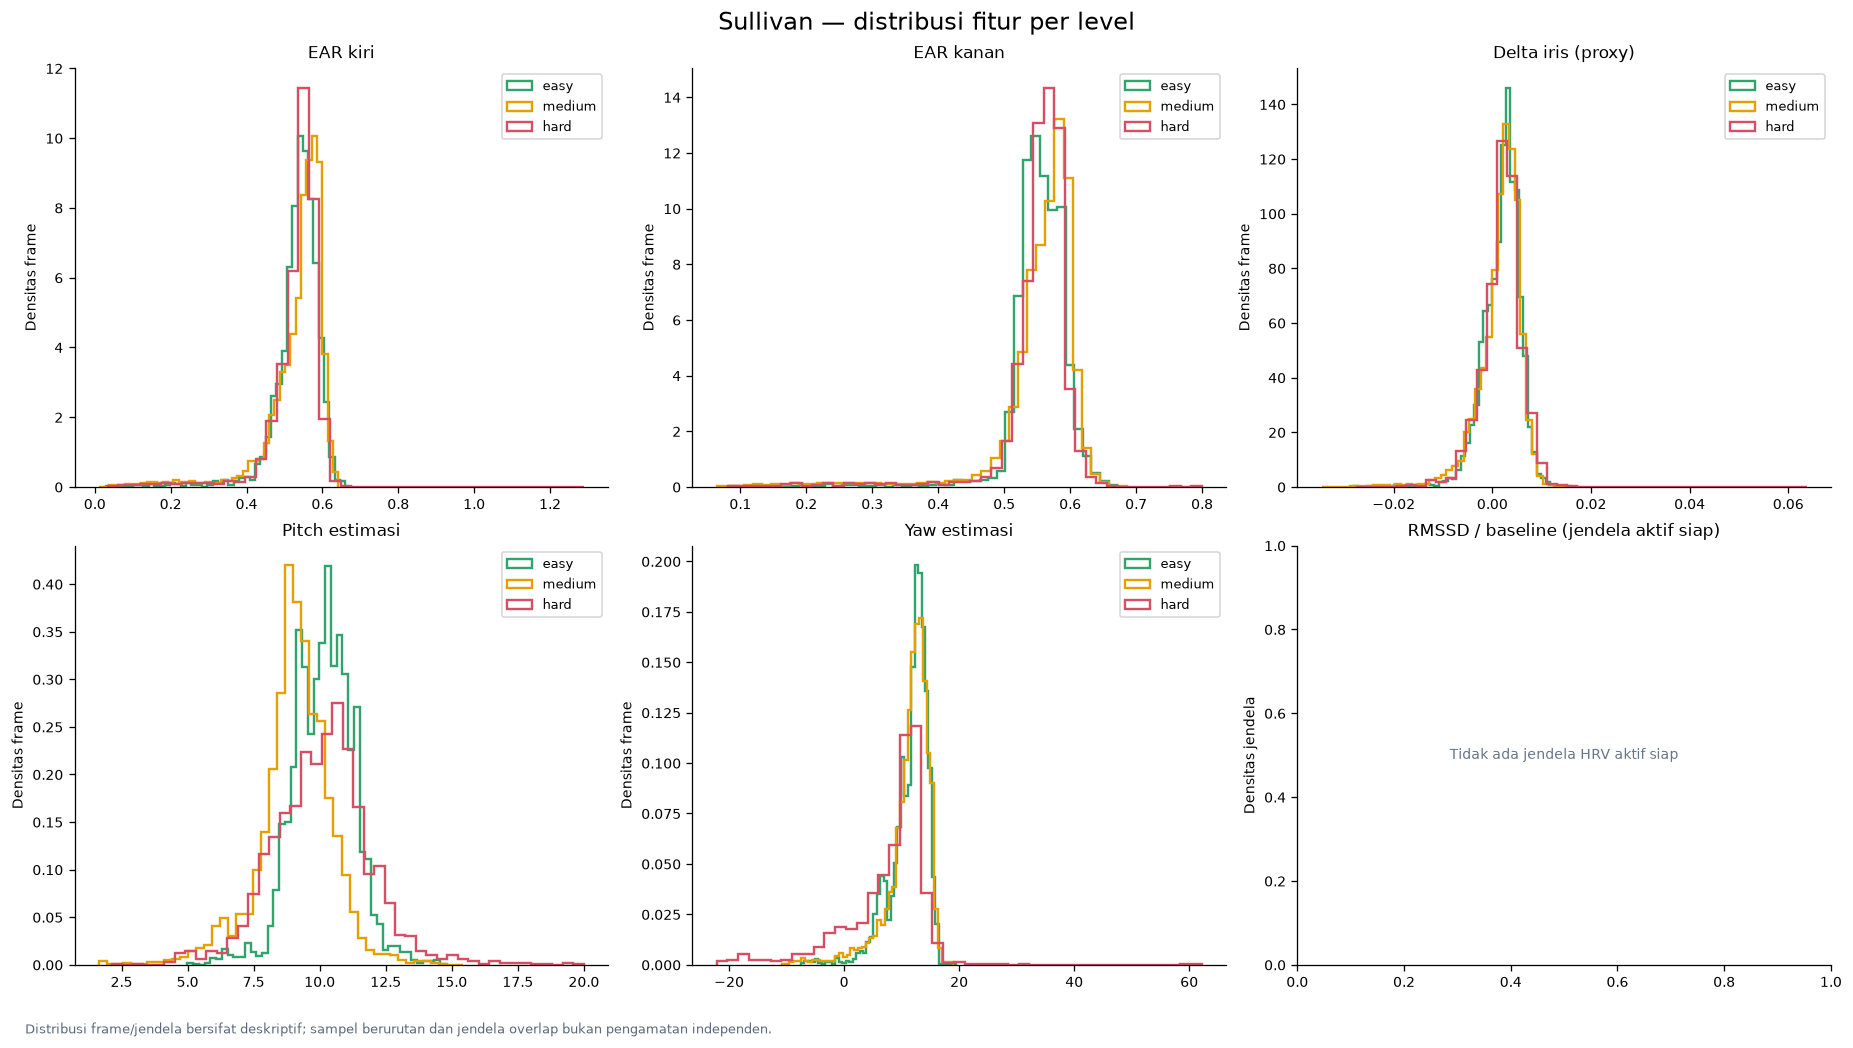 Sullivan — distribusi fitur per level
EAR kiri
Densitas frame
12
10
8
6
4
2
0
0.0 0.2 0.4 0.6 0.8 1.0 1.2
easy
medium
hard
EAR kanan
Densitas frame
14
12
10
8
6
4
2
0
0.1 0.2 0.3 0.4 0.5 0.6 0.7 0.8
easy
medium
hard
Delta iris (proxy)
Densitas frame
140
120
100
80
60
40
20
0
−0.02 0.00 0.02 0.04 0.06
easy
medium
hard
Pitch estimasi
Densitas frame
0.40
0.35
0.30
0.25
0.20
0.15
0.10
0.05
0.00
2.5 5.0 7.5 10.0 12.5 15.0 17.5 20.0
easy
medium
hard
Yaw estimasi
Densitas frame
0.200
0.175
0.150
0.125
0.100
0.075
0.050
0.025
0.000
−20 0 20 40 60
easy
medium
hard
RMSSD / baseline (jendela aktif siap)
Densitas jendela
1.0
0.8
0.6
0.4
0.2
0.0
0.0 0.2 0.4 0.6 0.8 1.0
Tidak ada jendela HRV aktif siap
Distribusi frame/jendela bersifat deskriptif; sampel berurutan dan jendela overlap bukan pengamatan independen.